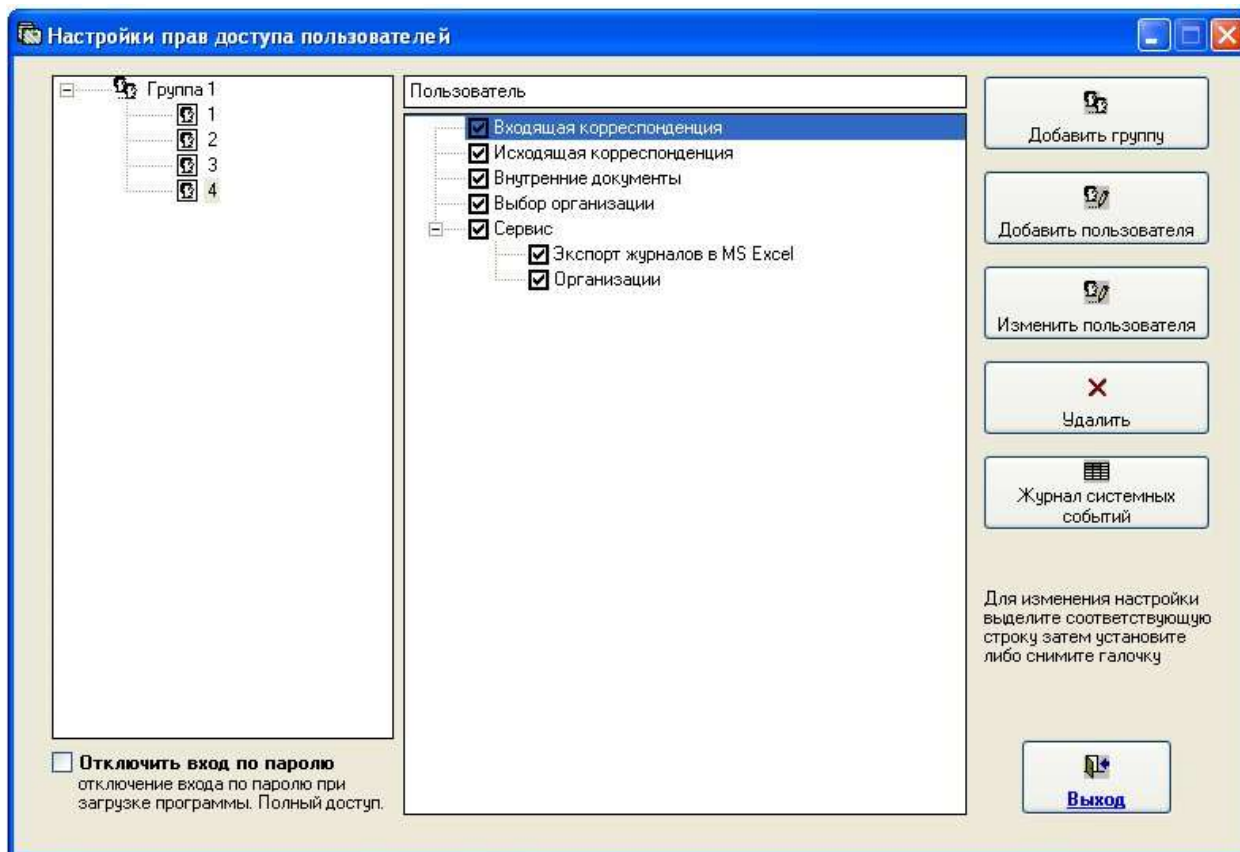 Настройки прав доступа пользователей
Группа 1
1
2
3
4
Отключить вход по паролю
отключение входа по паролю при
загрузке программы. Полный доступ.
Пользователь
Входящая корреспонденция
Исходящая корреспонденция
Внутренние документы
Выбор организации
Сервис
Экспорт журналов в MS Excel
Организации
Добавить группу
Добавить пользователя
Изменить пользователя
Удалить
Журнал системных
событий
Для изменения настройки
выделите соответствующую
строку затем установите
либо снимите галочку
Выход